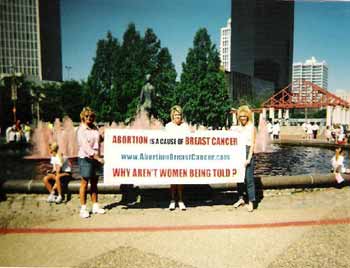 ABORTION IS A CAUSE OF BREAST CANCER
www.AbortionBreastCancer.com
WHY AREN'T WOMEN BEING TOLD?